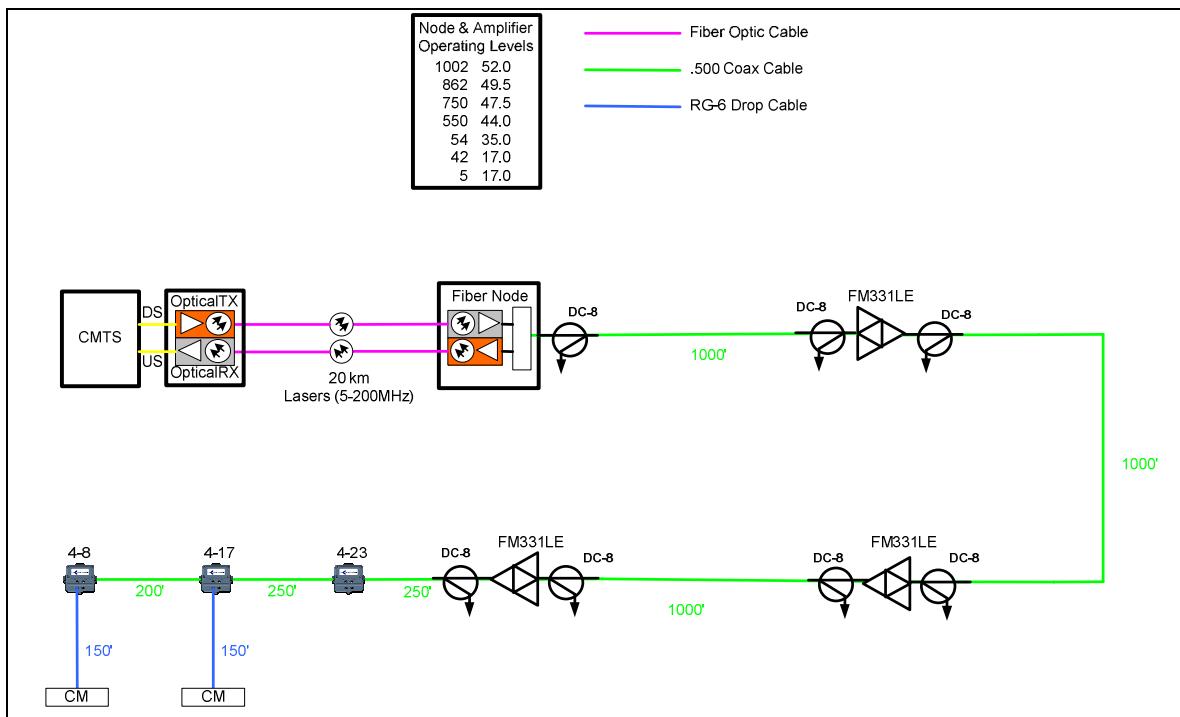 Node & Amplifier
Operating Levels
1002 52.0
862 49.5
750 47.5
550 44.0
54 35.0
42 17.0
5 17.0
Fiber Optic Cable
.500 Coax Cable
RG-6 Drop Cable
CMTS
DS
US
OpticalTX
OpticalRX
20 km
Lasers (5-200MHz)
Fiber Node
DC-8
1000'
DC-8
FM331LE
DC-8
1000'
4-8
200'
4-17
250'
4-23
250'
DC-8
FM331LE
DC-8
1000'
DC-8
FM331LE
DC-8
150'
150'
CM
CM